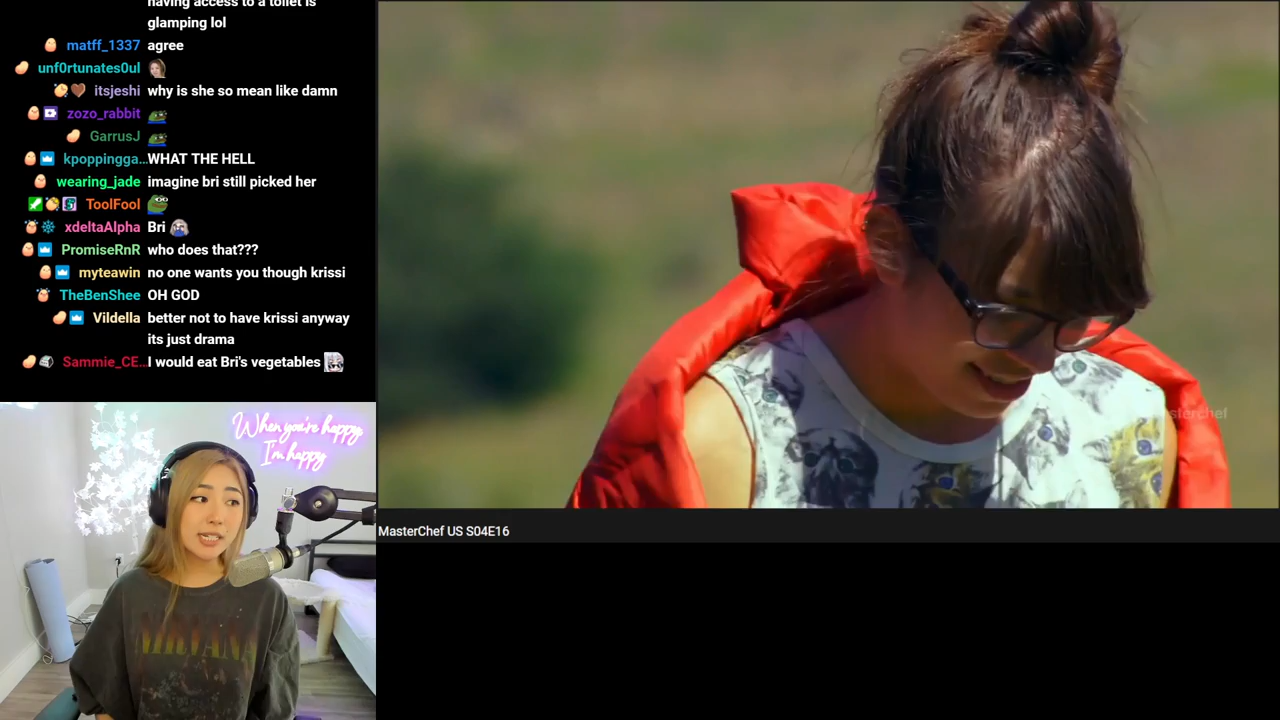 having access to a toilet is
glamping lol
matff_1337 agree
unf0rtunates0ul
itsjeshi why is she so mean like damn
zozo_rabbit
GarrusJ
kpoppingga... WHAT THE HELL
wearing_jade imagine bri still picked her
ToolFool
xdeltaAlpha Bri
PromiseRnR who does that???
myteawin no one wants you though krissi
TheBenShee OH GOD
Vildella better not to have krissi anyway
its just drama
Sammie_CE... I would eat Bri's vegetables
When you're happy
I'm happy
NIRVANA
sterchef
MasterChef US S04E16